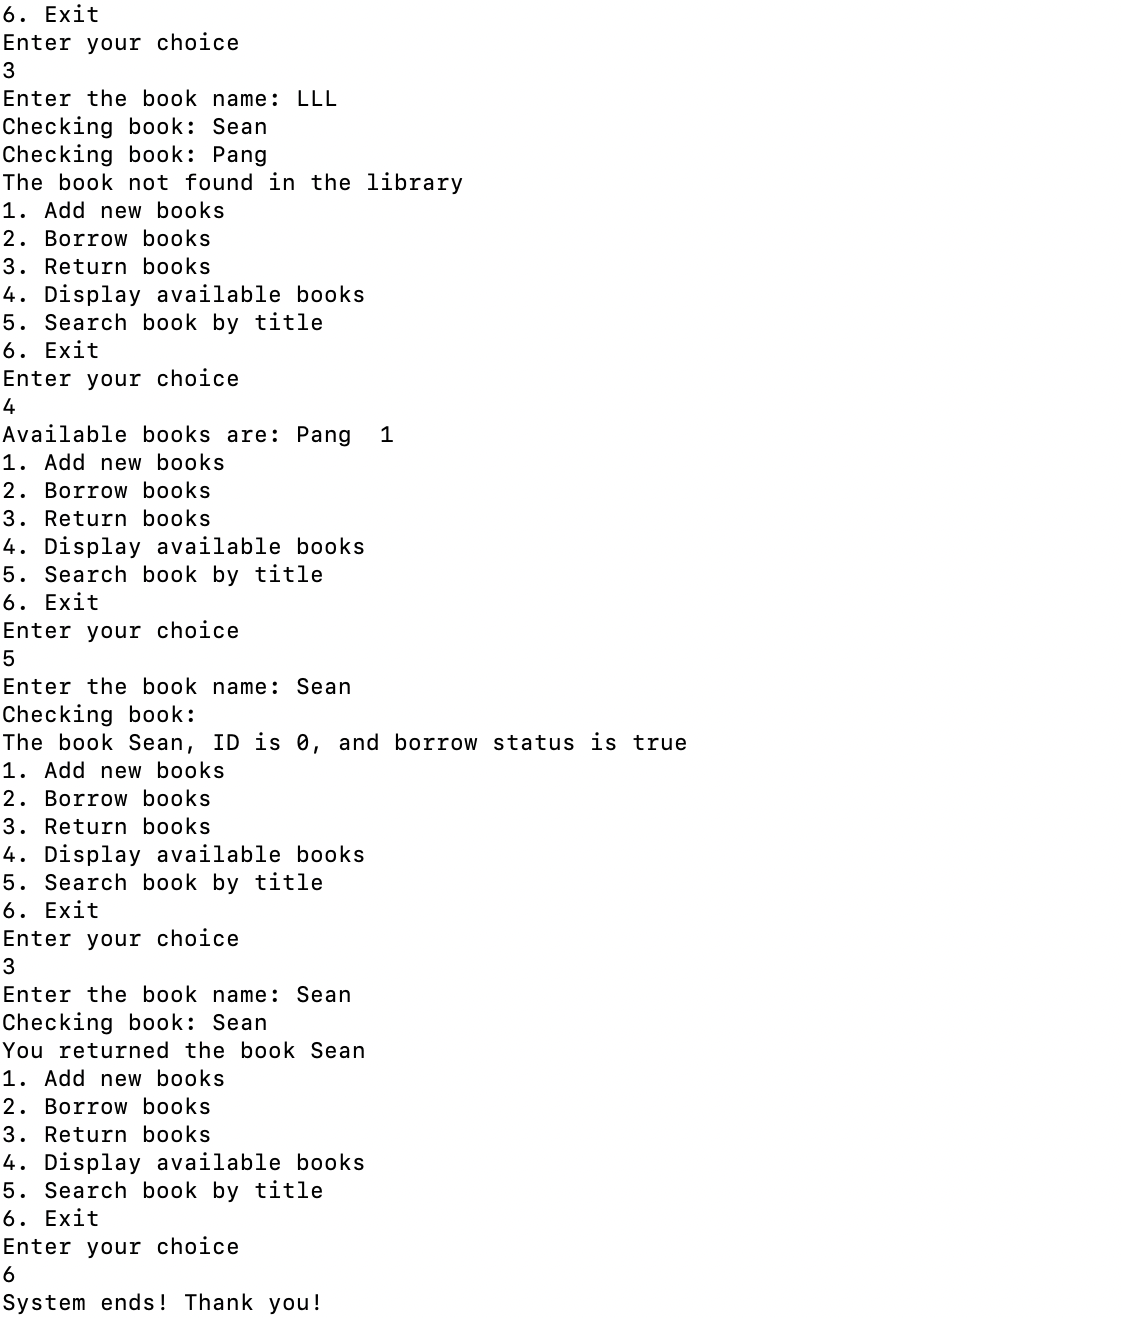 6. Exit
Enter your choice
3
Enter the book name: LLL
Checking book: Sean
Checking book: Pang
The book not found in the library
1. Add new books
2. Borrow books
3. Return books
4. Display available books
5. Search book by title
6. Exit
Enter your choice
4
Available books are: Pang  1
1. Add new books
2. Borrow books
3. Return books
4. Display available books
5. Search book by title
6. Exit
Enter your choice
5
Enter the book name: Sean
Checking book:
The book Sean, ID is 0, and borrow status is true
1. Add new books
2. Borrow books
3. Return books
4. Display available books
5. Search book by title
6. Exit
Enter your choice
3
Enter the book name: Sean
Checking book: Sean
You returned the book Sean
1. Add new books
2. Borrow books
3. Return books
4. Display available books
5. Search book by title
6. Exit
Enter your choice
6
System ends! Thank you!